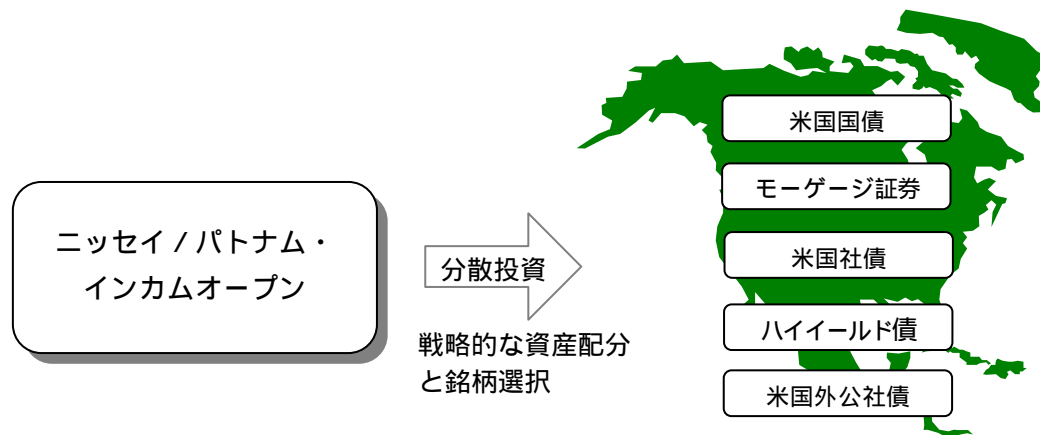 ニッセイ / パトナム・
インカムオープン
分散投資
戦略的な資産配分
と銘柄選択
米国国債
モーゲージ証券
米国社債
ハイイールド債
米国外公社債